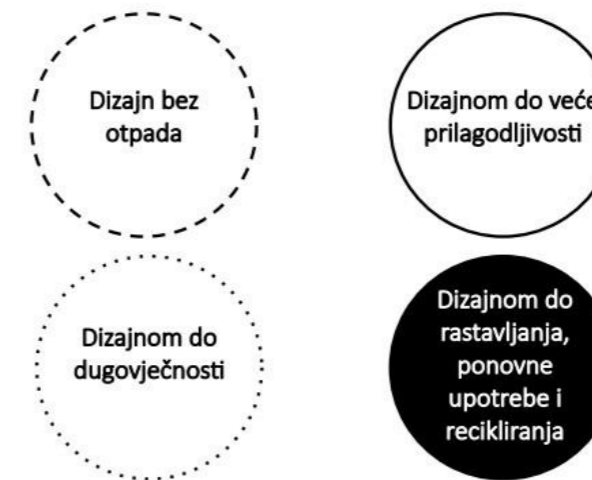 Dizajn bez
otpada
Dizajnom do veće
prilagodljivosti
Dizajnom do
dugovječnosti
Dizajnom do
rastavljanja,
ponovne
upotrebe i
recikliranja